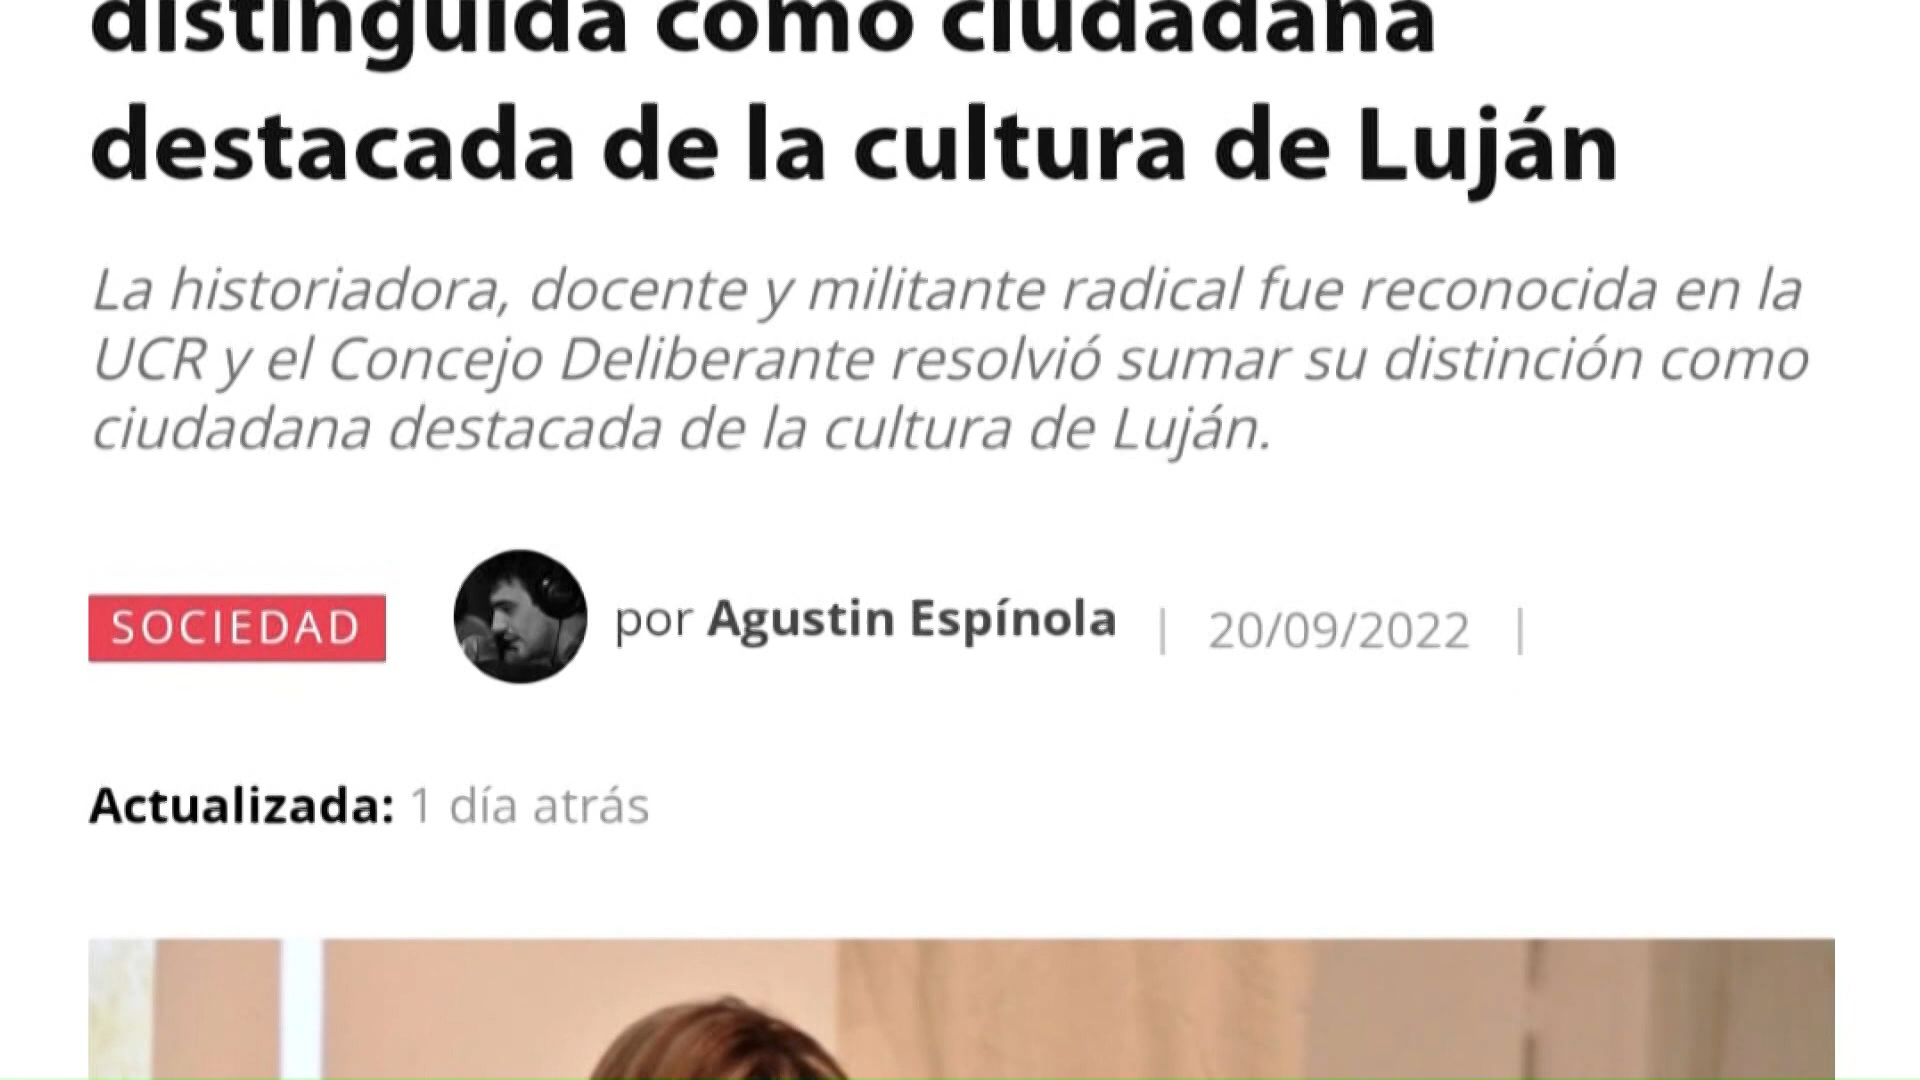 distinguida como ciudadana
destacada de la cultura de Luján
La historiadora, docente y militante radical fue reconocida en la
UCR y el Concejo Deliberante resolvió sumar su distinción como
ciudadana destacada de la cultura de Luján.
SOCIEDAD por Agustin Espínola | 20/09/2022 |
Actualizada: 1 día atrás